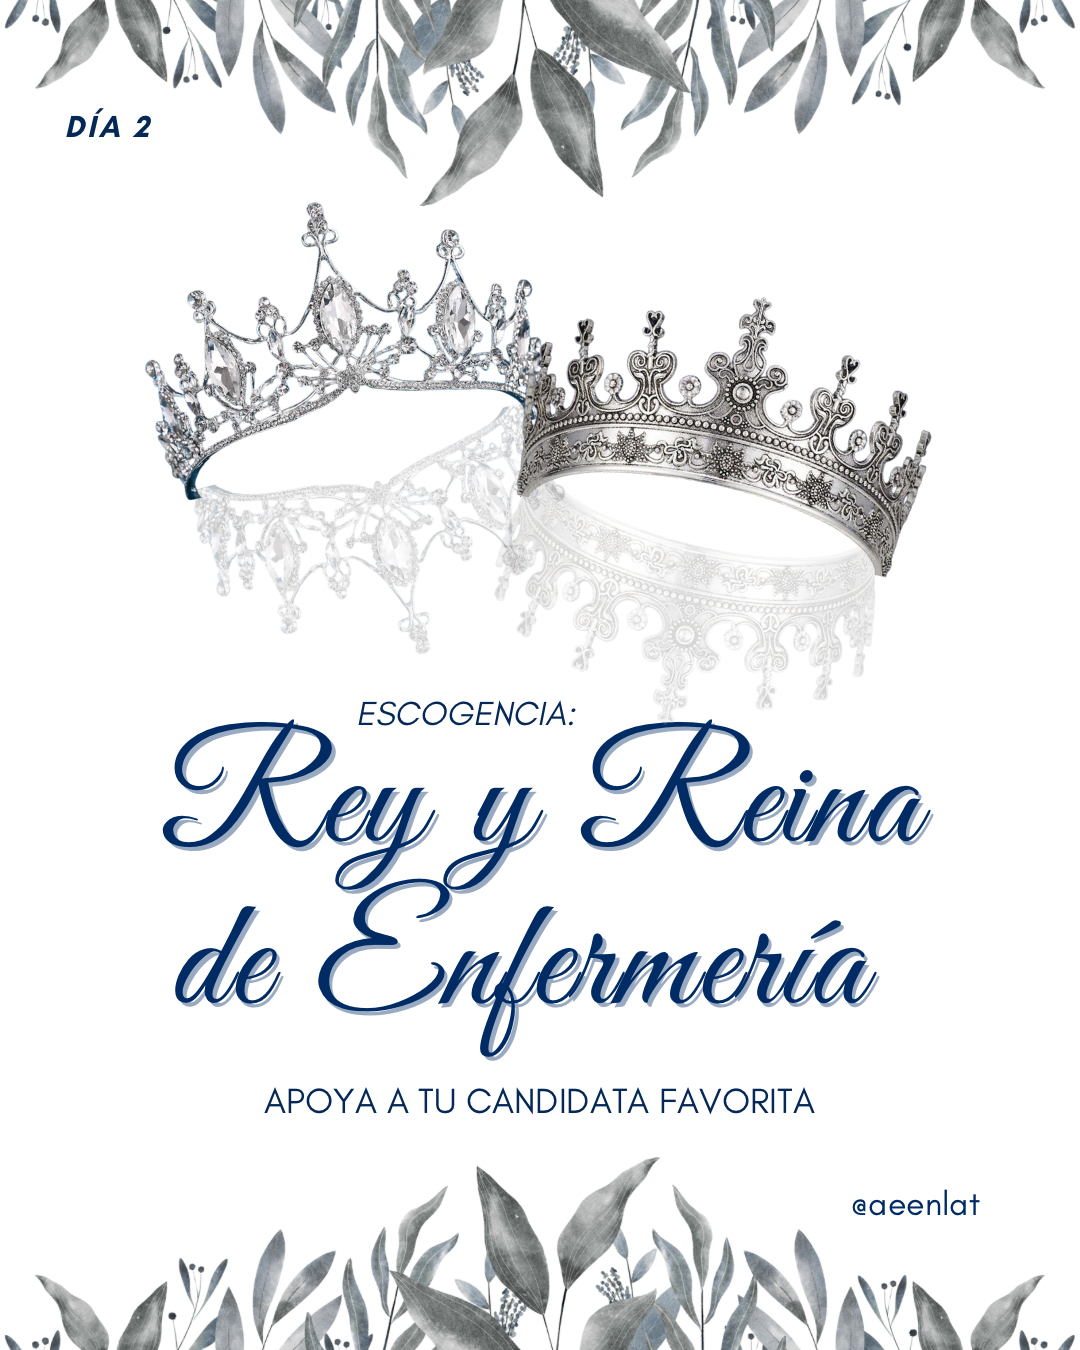 DÍA 2
ESCOGENCIA:
Rey y Reina
de Enfermería
APOYA A TU CANDIDATA FAVORITA
@aeenlat